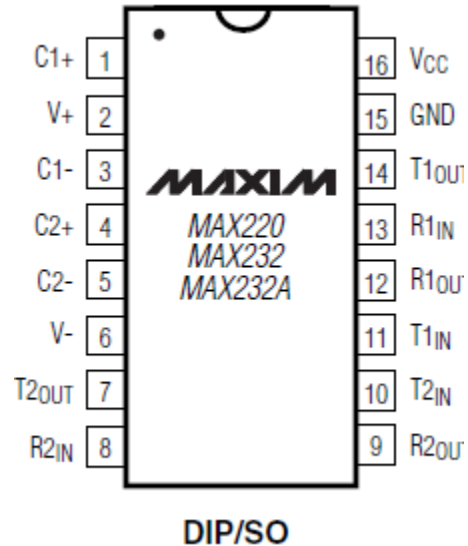 C1+ 1 16 VCC
V+ 2 15 GND
C1- 3 14 T1OUT
MAXIM
C2+ 4 MAX220 13 R1IN
MAX232
C2- 5 MAX232A 12 R1OUT
V- 6 11 T1IN
T2OUT 7 10 T2IN
R2IN 8 9 R2OUT
DIP/SO